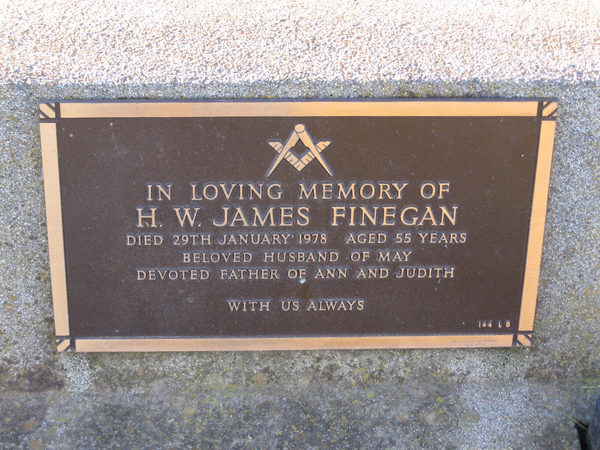 IN LOVING MEMORY OF
H. W. JAMES FINEGAN
DIED 29TH JANUARY 1978 AGED 55 YEARS
BELOVED HUSBAND OF MAY
DEVOTED FATHER OF ANN AND JUDITH
WITH US ALWAYS
144 L B